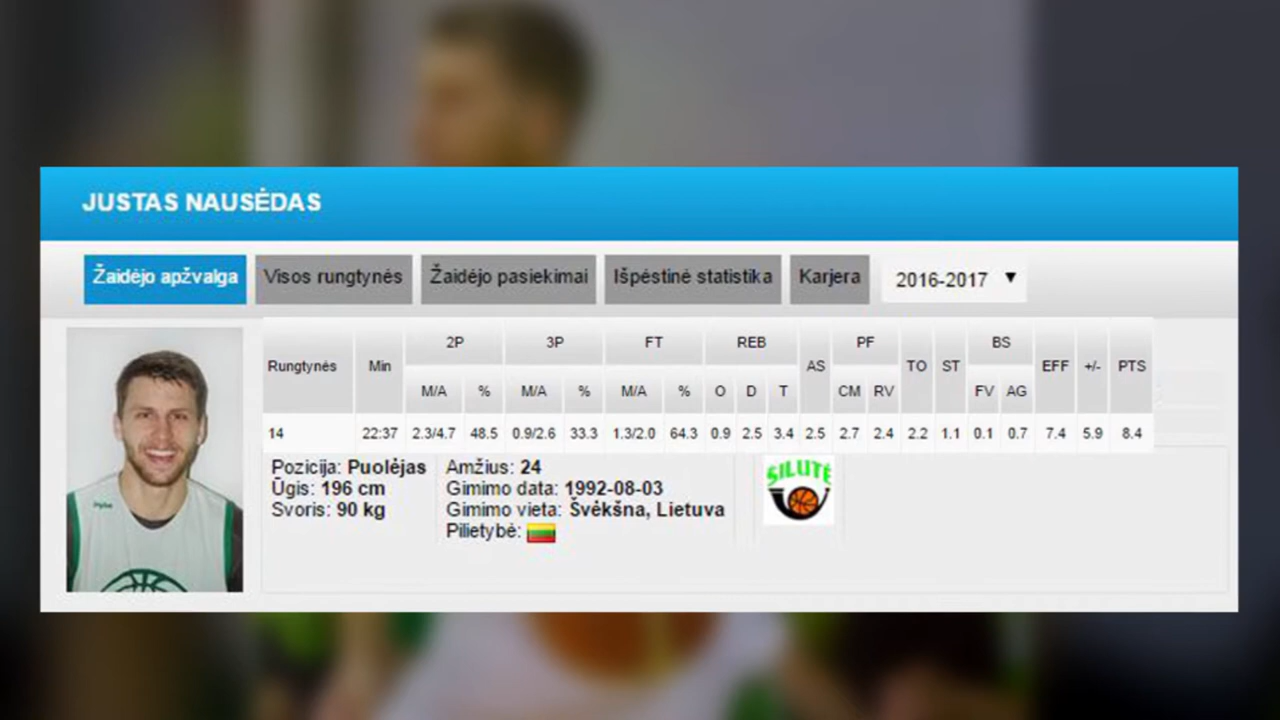 JUSTAS NAUSĖDAS
Žaidėjo apžvalga Visos rungtynės Žaidėjo pasiekimai Išpėstinė statistika Karjera 2016-2017 ▼
Rungtynės Min 2P 3P FT REB AS PF TO ST BS EFF +/- PTS
M/A % M/A % M/A % O D T CM RV FV AG
14 22:37 2.3/4.7 48.5 0.9/2.6 33.3 1.3/2.0 64.3 0.9 2.5 3.4 2.5 2.7 2.4 2.2 1.1 0.1 0.7 7.4 5.9 8.4
Pozicija: Puolėjas
Ūgis: 196 cm
Svoris: 90 kg
Amžius: 24
Gimimo data: 1992-08-03
Gimimo vieta: Švėkšna, Lietuva
Pilietybė:
ŠILUTĖ